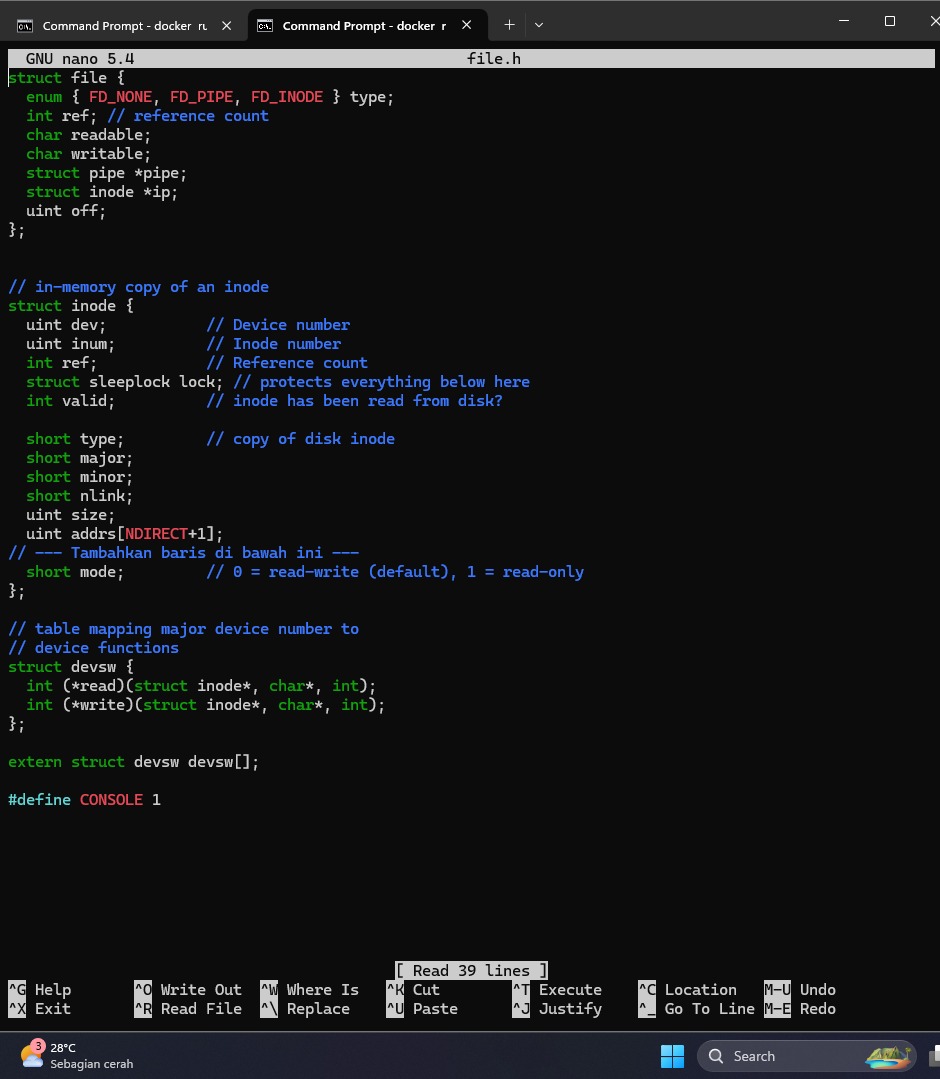 Command Prompt - docker ru
Command Prompt - docker r
GNU nano 5.4 file.h
struct file {
  enum { FD_NONE, FD_PIPE, FD_INODE } type;
  int ref; // reference count
  char readable;
  char writable;
  struct pipe *pipe;
  struct inode *ip;
  uint off;
};
// in-memory copy of an inode
struct inode {
  uint dev;           // Device number
  uint inum;          // Inode number
  int ref;            // Reference count
  struct sleeplock lock; // protects everything below here
  int valid;          // inode has been read from disk?
  short type;         // copy of disk inode
  short major;
  short minor;
  short nlink;
  uint size;
  uint addrs[NDIRECT+1];
// --- Tambahkan baris di bawah ini ---
  short mode;         // 0 = read-write (default), 1 = read-only
};
// table mapping major device number to
// device functions
struct devsw {
  int (*read)(struct inode*, char*, int);
  int (*write)(struct inode*, char*, int);
};
extern struct devsw devsw[];
#define CONSOLE 1
[ Read 39 lines ]
^G Help ^O Write Out ^W Where Is ^K Cut ^T Execute ^C Location M-U Undo
^X Exit ^R Read File ^\ Replace ^U Paste ^J Justify ^_ Go To Line M-E Redo
3
28°C
Sebagian cerah
Search